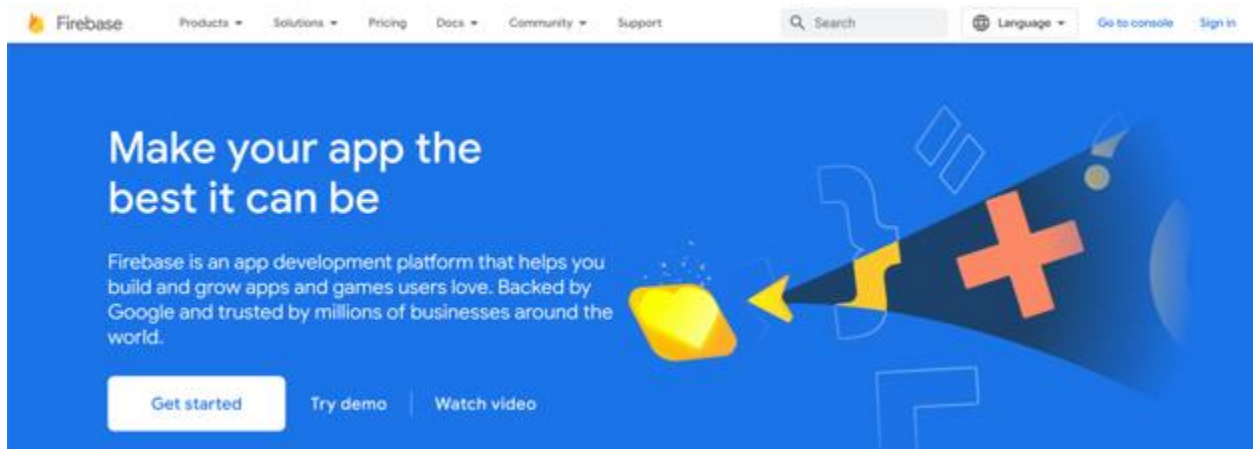 Firebase Products Solutions Pricing Docs Community Support Search Language Go to console Sign in
Make your app the
best it can be
Firebase is an app development platform that helps you
build and grow apps and games users love. Backed by
Google and trusted by millions of businesses around the
world.
Get started Try demo Watch video